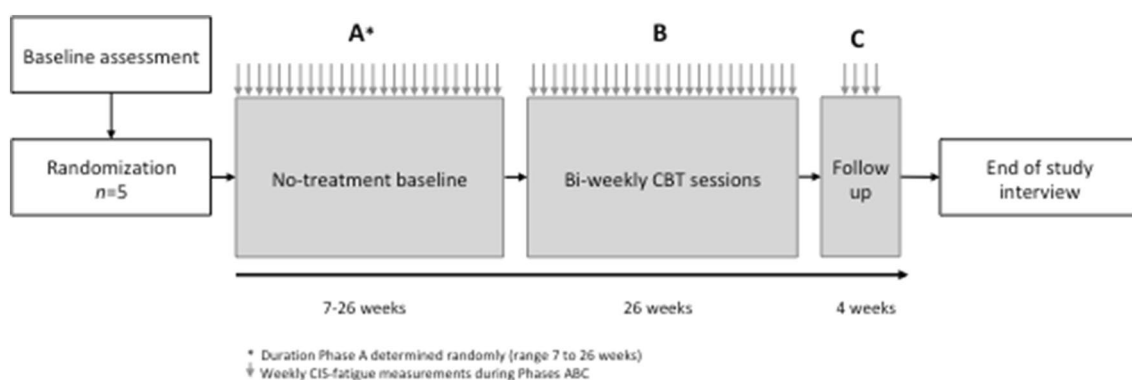 A*
B
C
Baseline assessment
Randomization
n=5
No-treatment baseline
Bi-weekly CBT sessions
Follow
up
End of study
interview
7-26 weeks
26 weeks
4 weeks
* Duration Phase A determined randomly (range 7 to 26 weeks)
Weekly CIS-fatigue measurements during Phases ABC